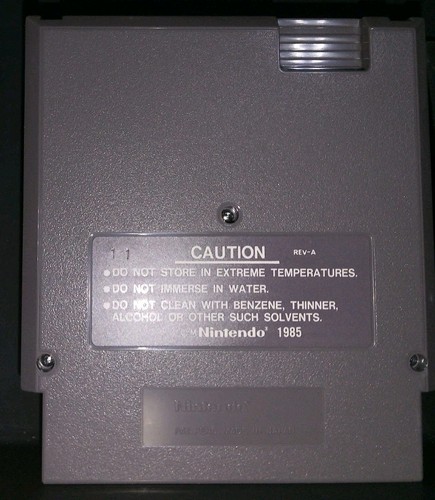 11
CAUTION REV-A
●DO NOT STORE IN EXTREME TEMPERATURES.
●DO NOT IMMERSE IN WATER.
●DO NOT CLEAN WITH BENZENE, THINNER,
ALCOHOL OR OTHER SUCH SOLVENTS.
Nintendo® 1985